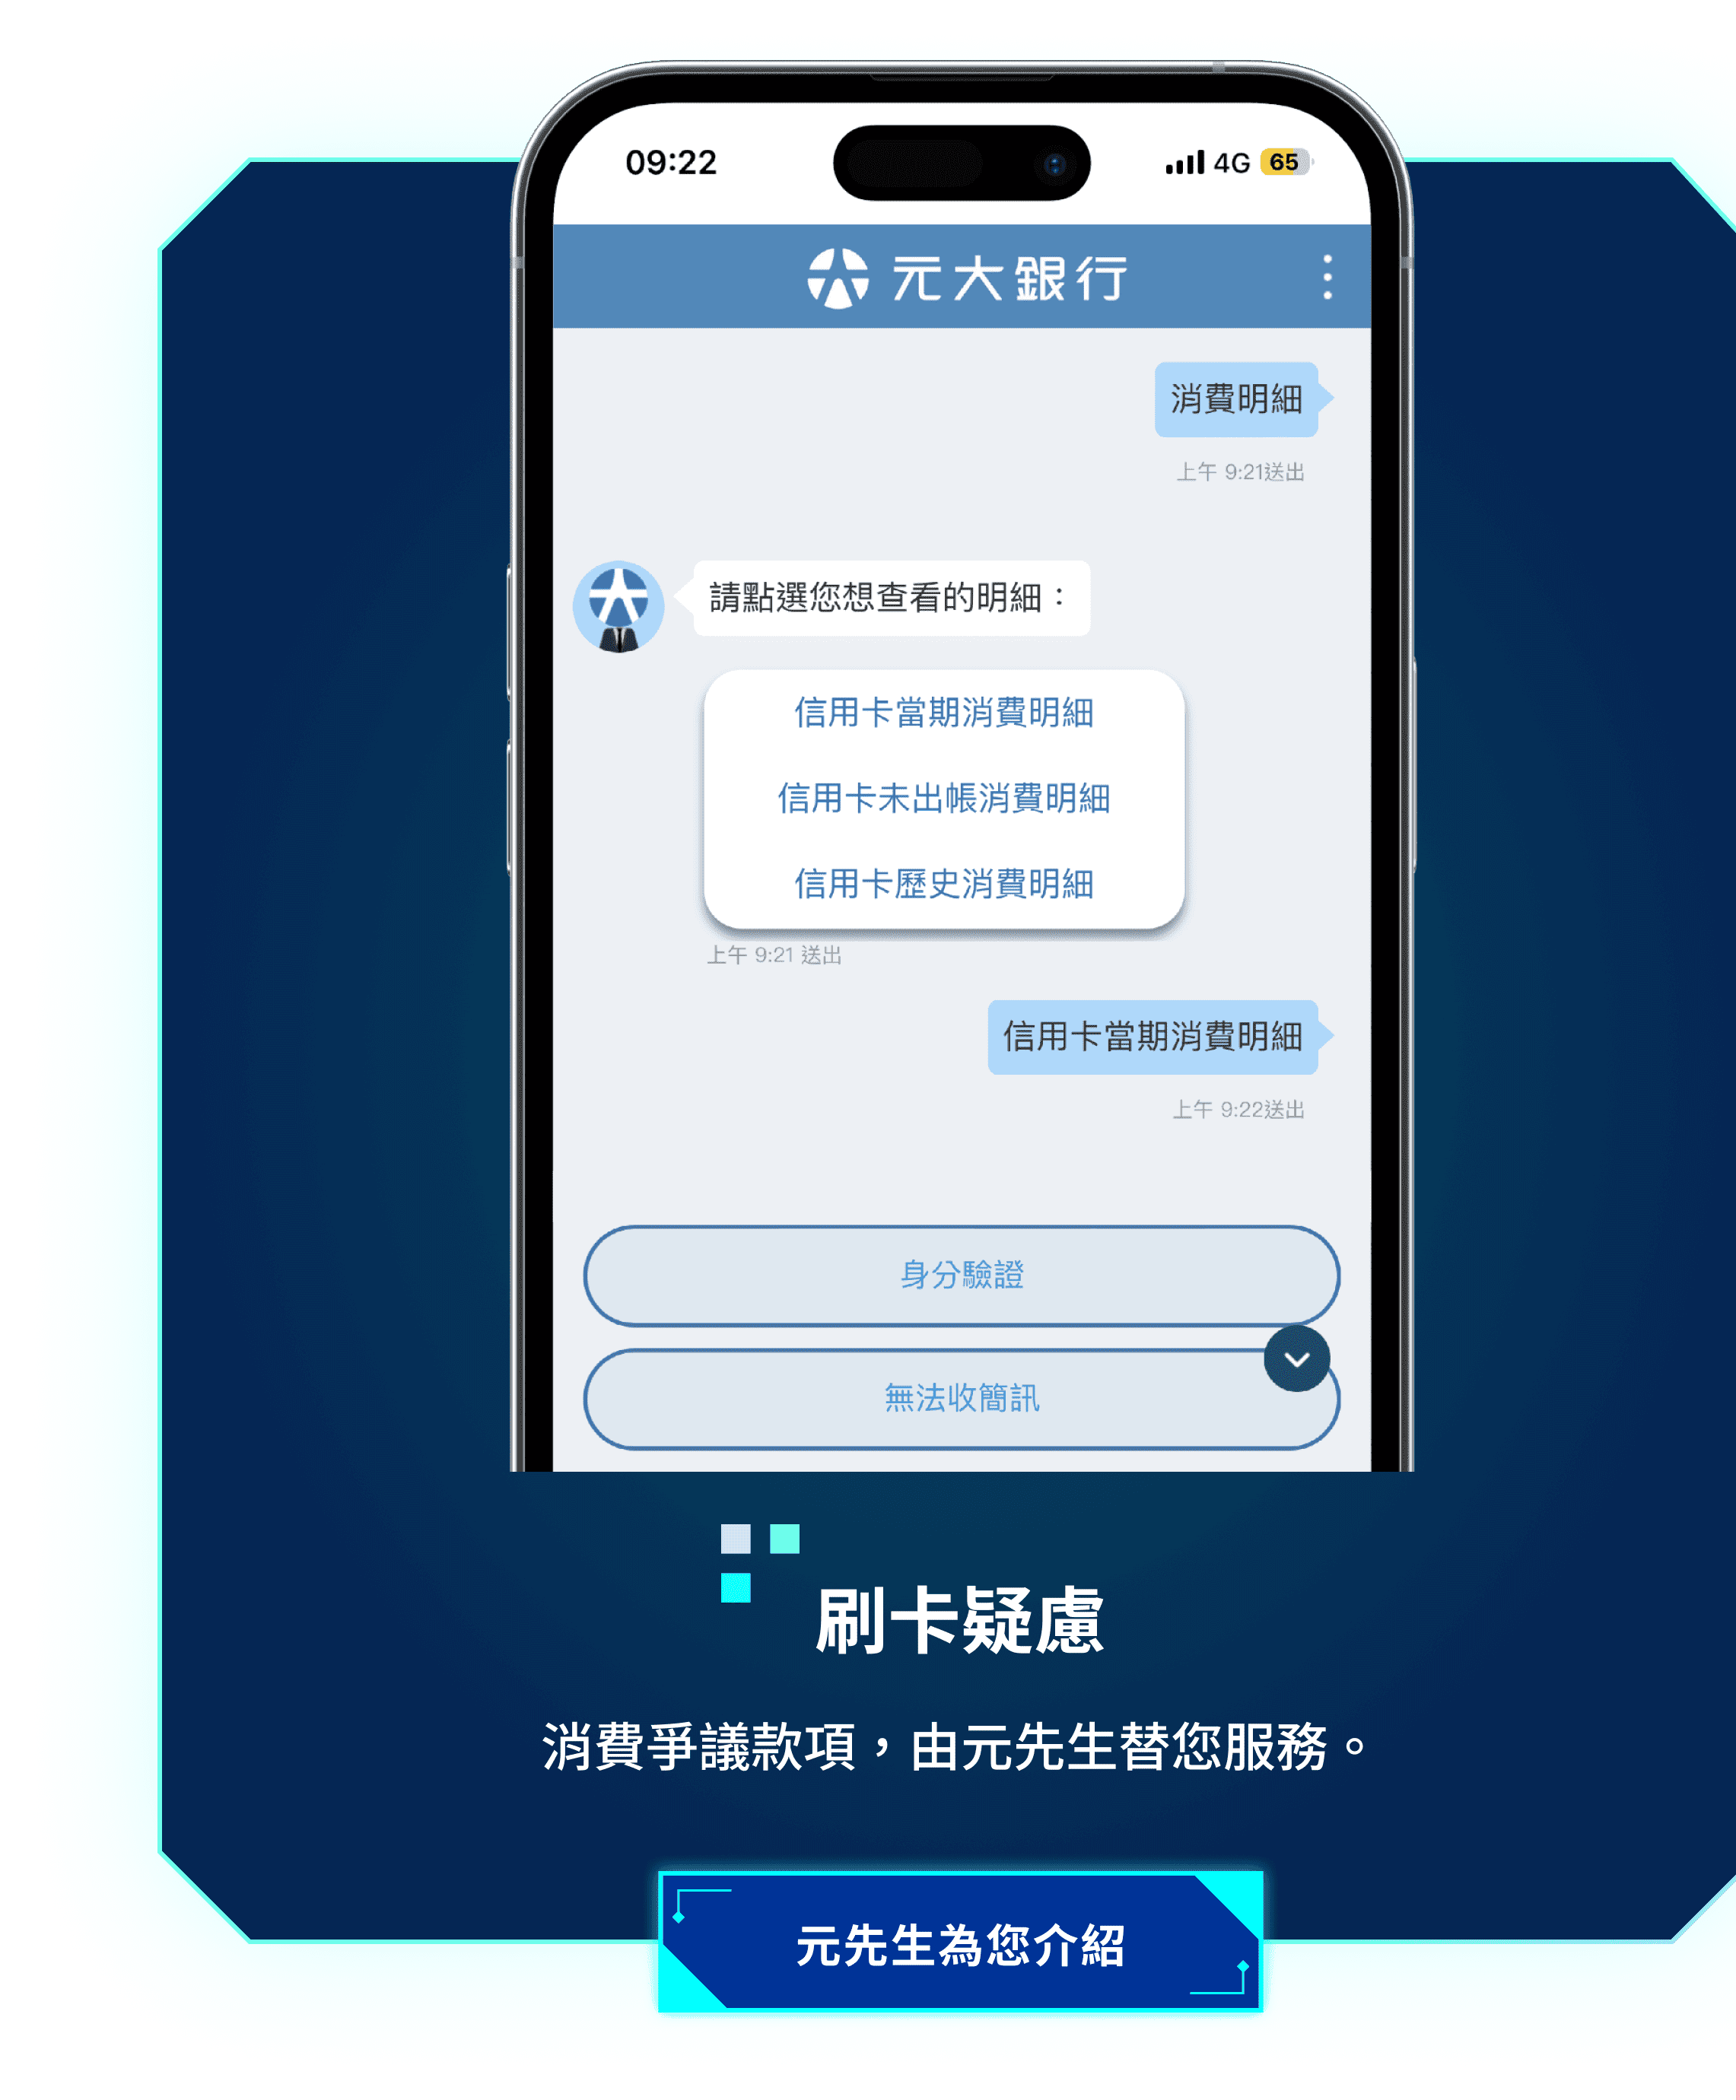 09:22
4G 65
元大銀行
消費明細
上午 9:21送出
請點選您想查看的明細：
信用卡當期消費明細
信用卡未出帳消費明細
信用卡歷史消費明細
上午 9:21 送出
信用卡當期消費明細
上午 9:22送出
身分驗證
無法收簡訊
刷卡疑慮
消費爭議款項，由元先生替您服務。
元先生為您介紹